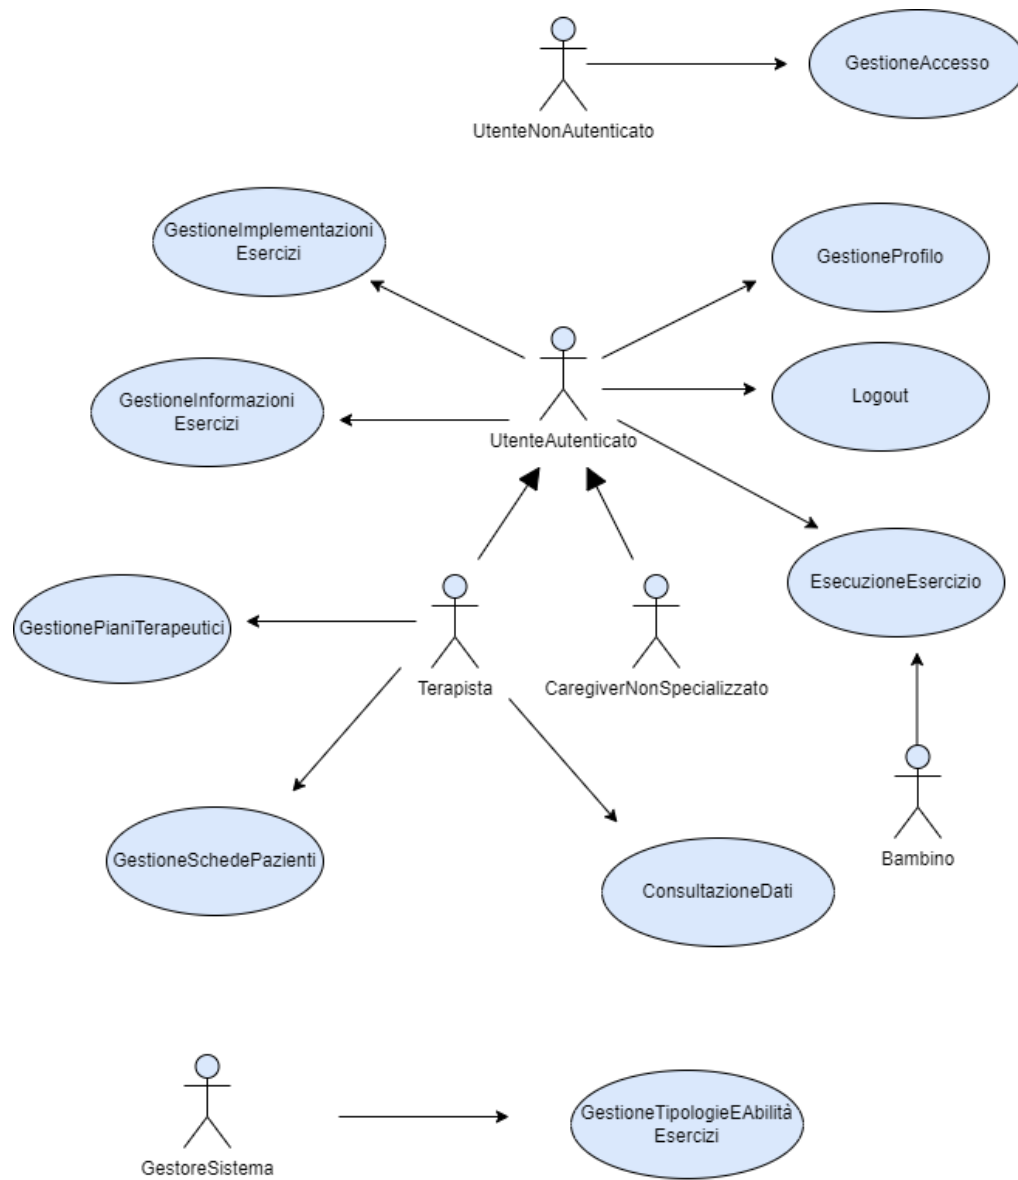 GestioneAccesso
UtenteNonAutenticato
GestioneImplementazioni
Esercizi
GestioneProfilo
GestioneInformazioni
Esercizi
Logout
UtenteAutenticato
EsecuzioneEsercizio
GestionePianiTerapeutici
Terapista
CaregiverNonSpecializzato
GestioneSchedePazienti
Bambino
ConsultazioneDati
GestioneTipologieEAbilità
Esercizi
GestoreSistema